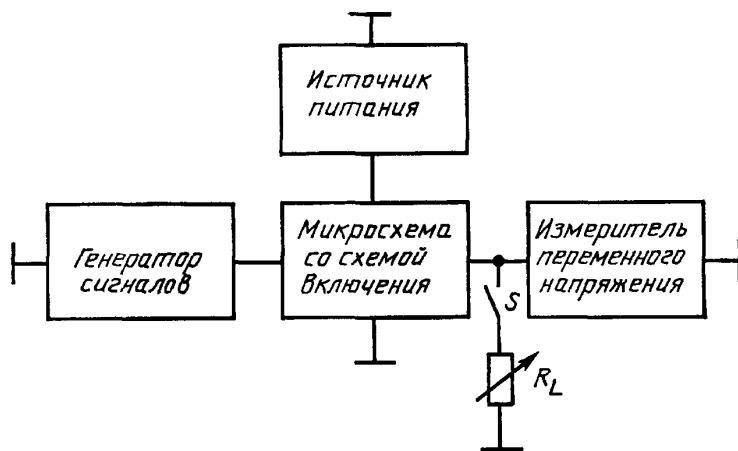 Источник
питания
Генератор
сигналов
Микросхема
со схемой
включения
Измеритель
переменного
напряжения
S
R_L